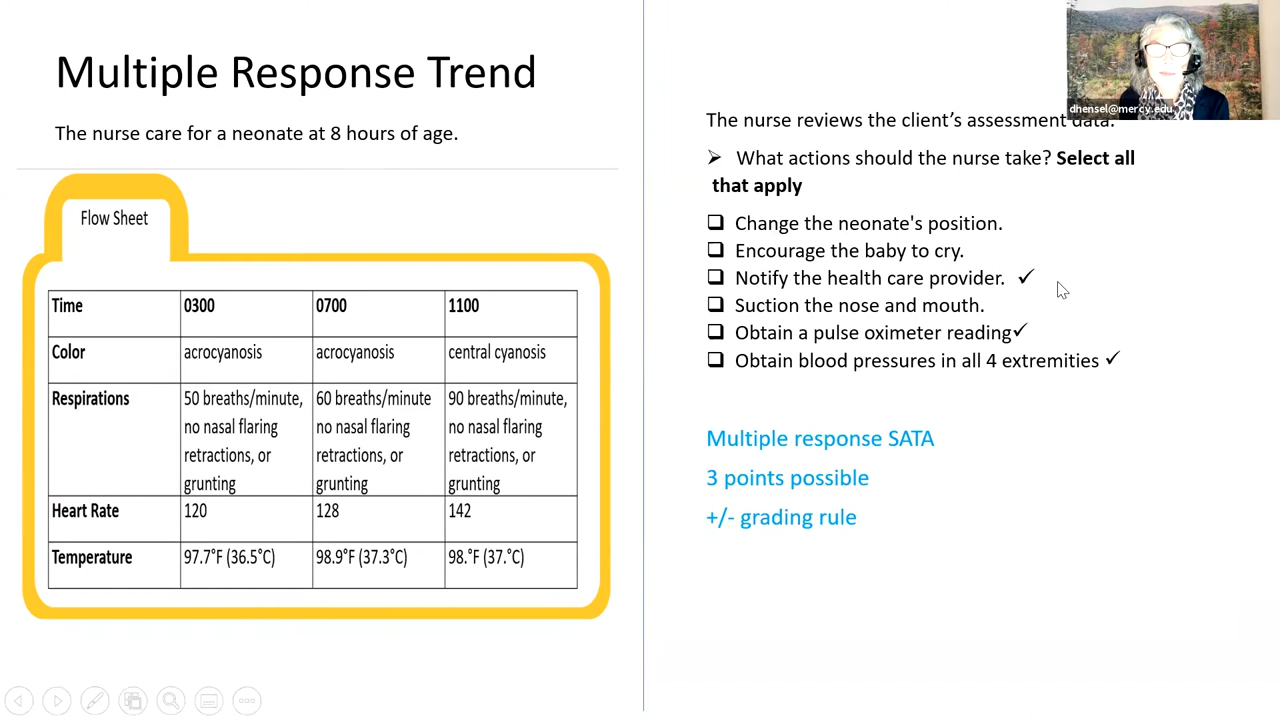 Multiple Response Trend
The nurse care for a neonate at 8 hours of age.
Flow Sheet
Time 0300 0700 1100
Color acrocyanosis acrocyanosis central cyanosis
Respirations 50 breaths/minute, 60 breaths/minute 90 breaths/minute,
no nasal flaring no nasal flaring no nasal flaring
retractions, or retractions, or retractions, or
grunting grunting grunting
Heart Rate 120 128 142
Temperature 97.7°F (36.5°C) 98.9°F (37.3°C) 98.°F (37.°C)
dhensel@mercy.edu
The nurse reviews the client’s assessment data.
➢ What actions should the nurse take? Select all
that apply
❑ Change the neonate's position.
❑ Encourage the baby to cry.
❑ Notify the health care provider. ✓
❑ Suction the nose and mouth.
❑ Obtain a pulse oximeter reading✓
❑ Obtain blood pressures in all 4 extremities ✓
Multiple response SATA
3 points possible
+/- grading rule